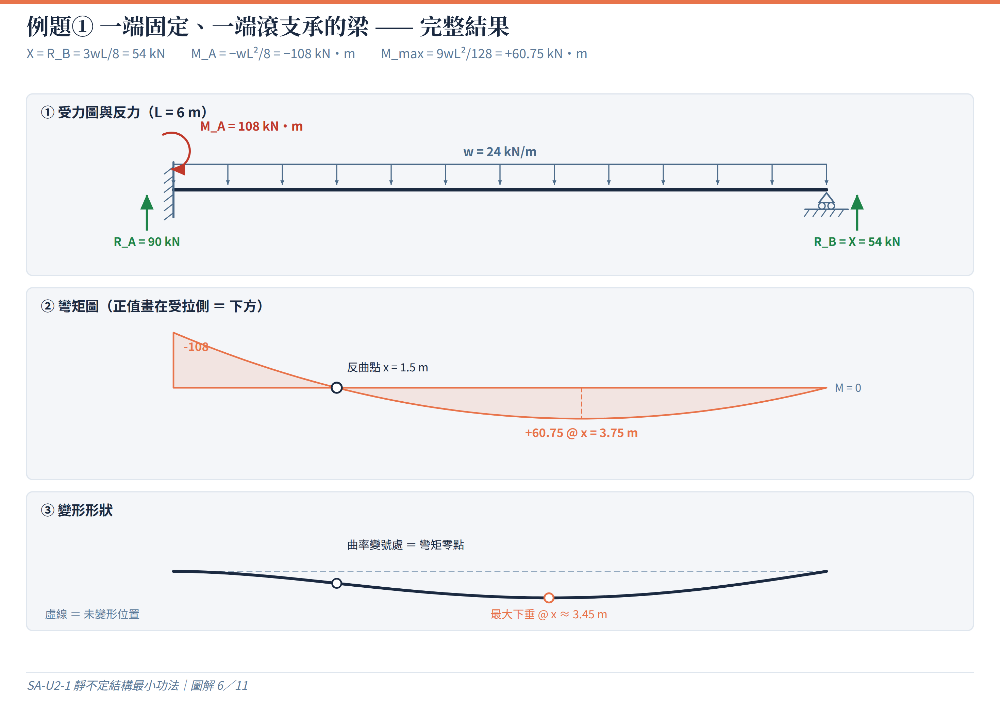 例題① 一端固定、一端滾支承的梁 —— 完整結果
X = R_B = 3wL/8 = 54 kN　M_A = −wL²/8 = −108 kN・m　M_max = 9wL²/128 = +60.75 kN・m
① 受力圖與反力（L = 6 m）
M_A = 108 kN・m
w = 24 kN/m
R_A = 90 kN
R_B = X = 54 kN
② 彎矩圖（正值畫在受拉側 ＝ 下方）
-108
反曲點 x = 1.5 m
M = 0
+60.75 @ x = 3.75 m
③ 變形形狀
曲率變號處 ＝ 彎矩零點
虛線 ＝ 未變形位置
最大下垂 @ x ≈ 3.45 m
SA-U2-1 靜不定結構最小功法｜圖解 6／11